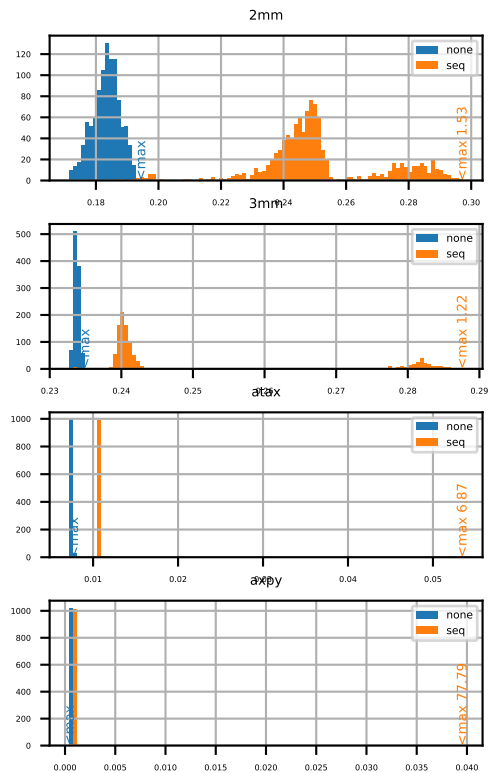 2mm
120
100
80
60
40
20
0
none
seq
<max
<max 1.53
0.18 0.20 0.22 0.24 0.26 0.28 0.30
3mm
500
400
300
200
100
0
none
seq
<max
<max 1.22
0.23 0.24 0.25 0.26 0.27 0.28 0.29
atax
1000
800
600
400
200
0
none
seq
<max
<max 6.87
0.01 0.02 0.03 0.04 0.05
axpy
1000
800
600
400
200
0
none
seq
<max
<max 77.79
0.000 0.005 0.010 0.015 0.020 0.025 0.030 0.035 0.040